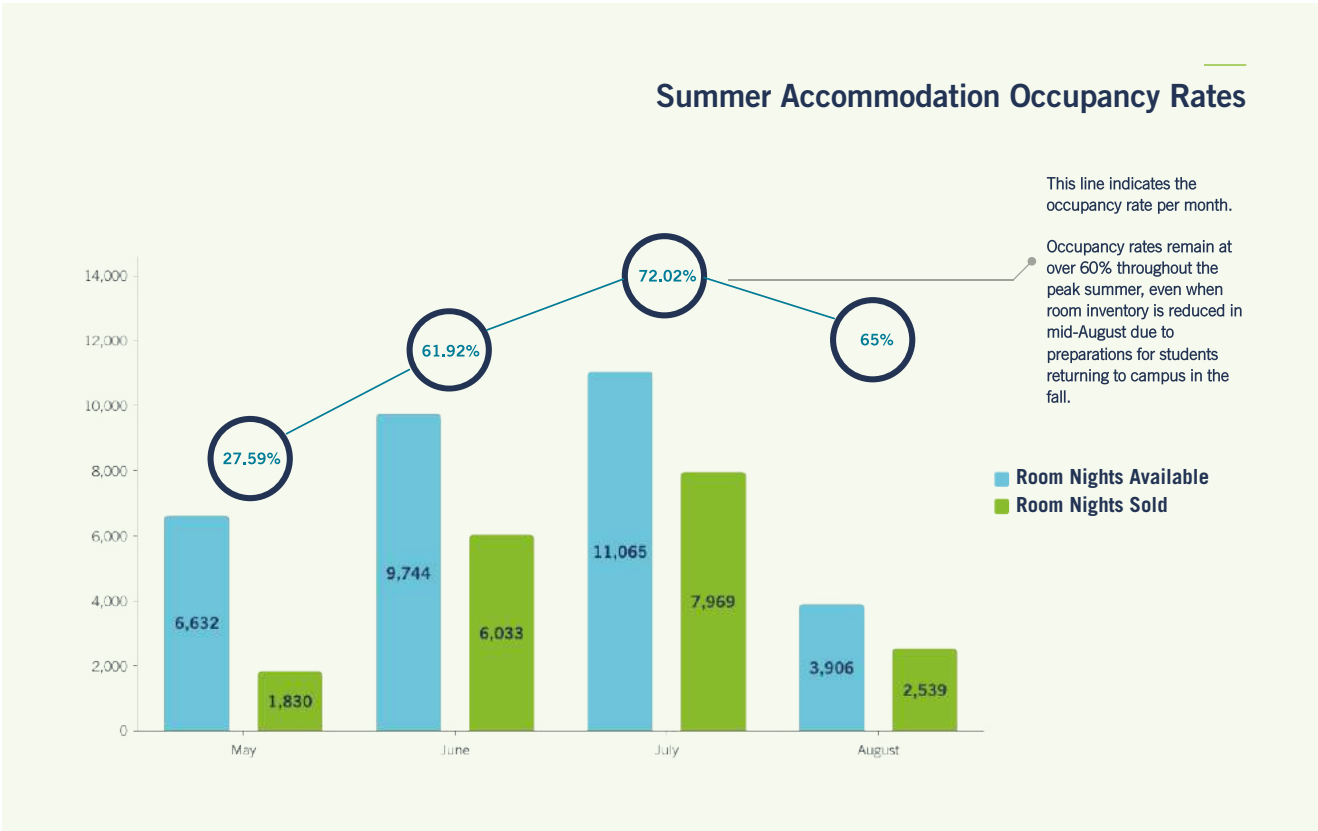 Summer Accommodation Occupancy Rates
This line indicates the
occupancy rate per month.
Occupancy rates remain at
over 60% throughout the
peak summer, even when
room inventory is reduced in
mid-August due to
preparations for students
returning to campus in the
fall.
Room Nights Available
Room Nights Sold
14,000
12,000
10,000
8,000
6,000
4,000
2,000
0
27.59%
61.92%
72.02%
65%
6,632
1,830
9,744
6,033
11,065
7,969
3,906
2,539
May
June
July
August